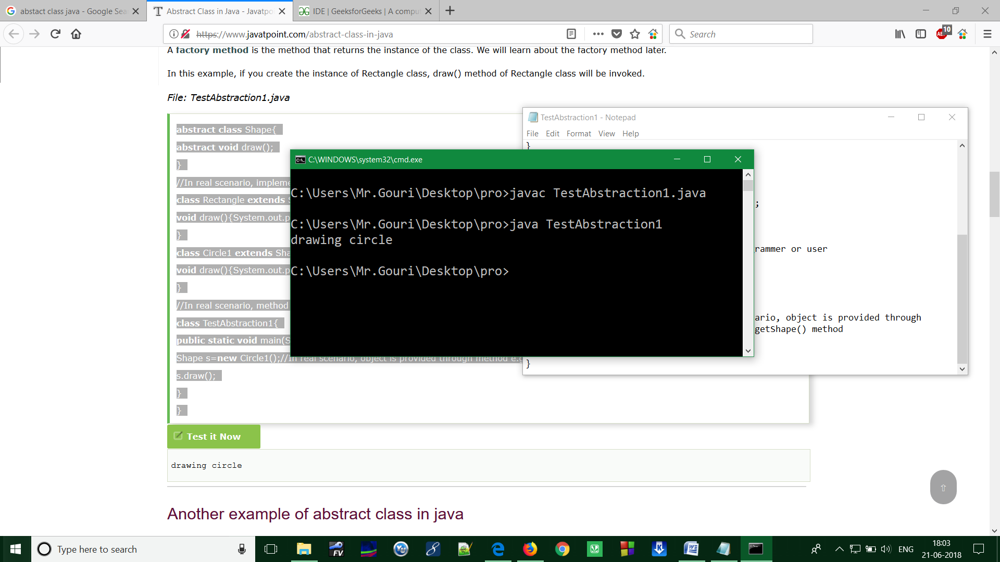 abstact class java - Google Sea
Abstract Class in Java - Javatpo
IDE | GeeksforGeeks | A compu
https://www.javatpoint.com/abstract-class-in-java
Search
10
A factory method is the method that returns the instance of the class. We will learn about the factory method later.
In this example, if you create the instance of Rectangle class, draw() method of Rectangle class will be invoked.
File: TestAbstraction1.java
abstract class Shape{
abstract void draw();
}
//In real scenario, impleme
class Rectangle extends S
void draw(){System.out.p
}
class Circle1 extends Sha
void draw(){System.out.p
}
//In real scenario, method
class TestAbstraction1{
public static void main(S
Shape s=new Circle1();//In real scenario, object is provided through method e.g
s.draw();
}
}
Test it Now
drawing circle
Another example of abstract class in java
TestAbstraction1 - Notepad
File Edit Format View Help
}
;
rammer or user
ario, object is provided through
getShape() method
}
C:\WINDOWS\system32\cmd.exe
C:\Users\Mr.Gouri\Desktop\pro>javac TestAbstraction1.java
C:\Users\Mr.Gouri\Desktop\pro>java TestAbstraction1
drawing circle
C:\Users\Mr.Gouri\Desktop\pro>
Type here to search
FV
ENG
18:03
21-06-2018